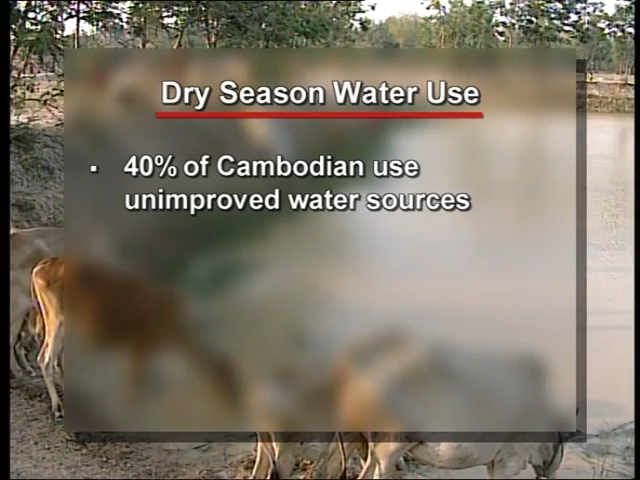 Dry Season Water Use
▪ 40% of Cambodian use
unimproved water sources